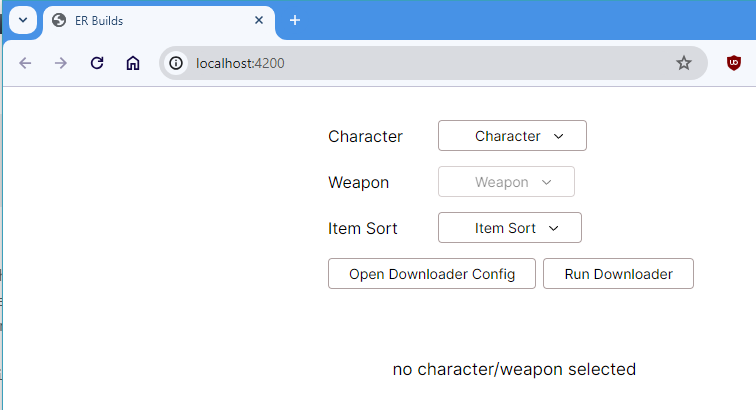 ER Builds
localhost:4200
Character Character
Weapon Weapon
Item Sort Item Sort
Open Downloader Config Run Downloader
no character/weapon selected